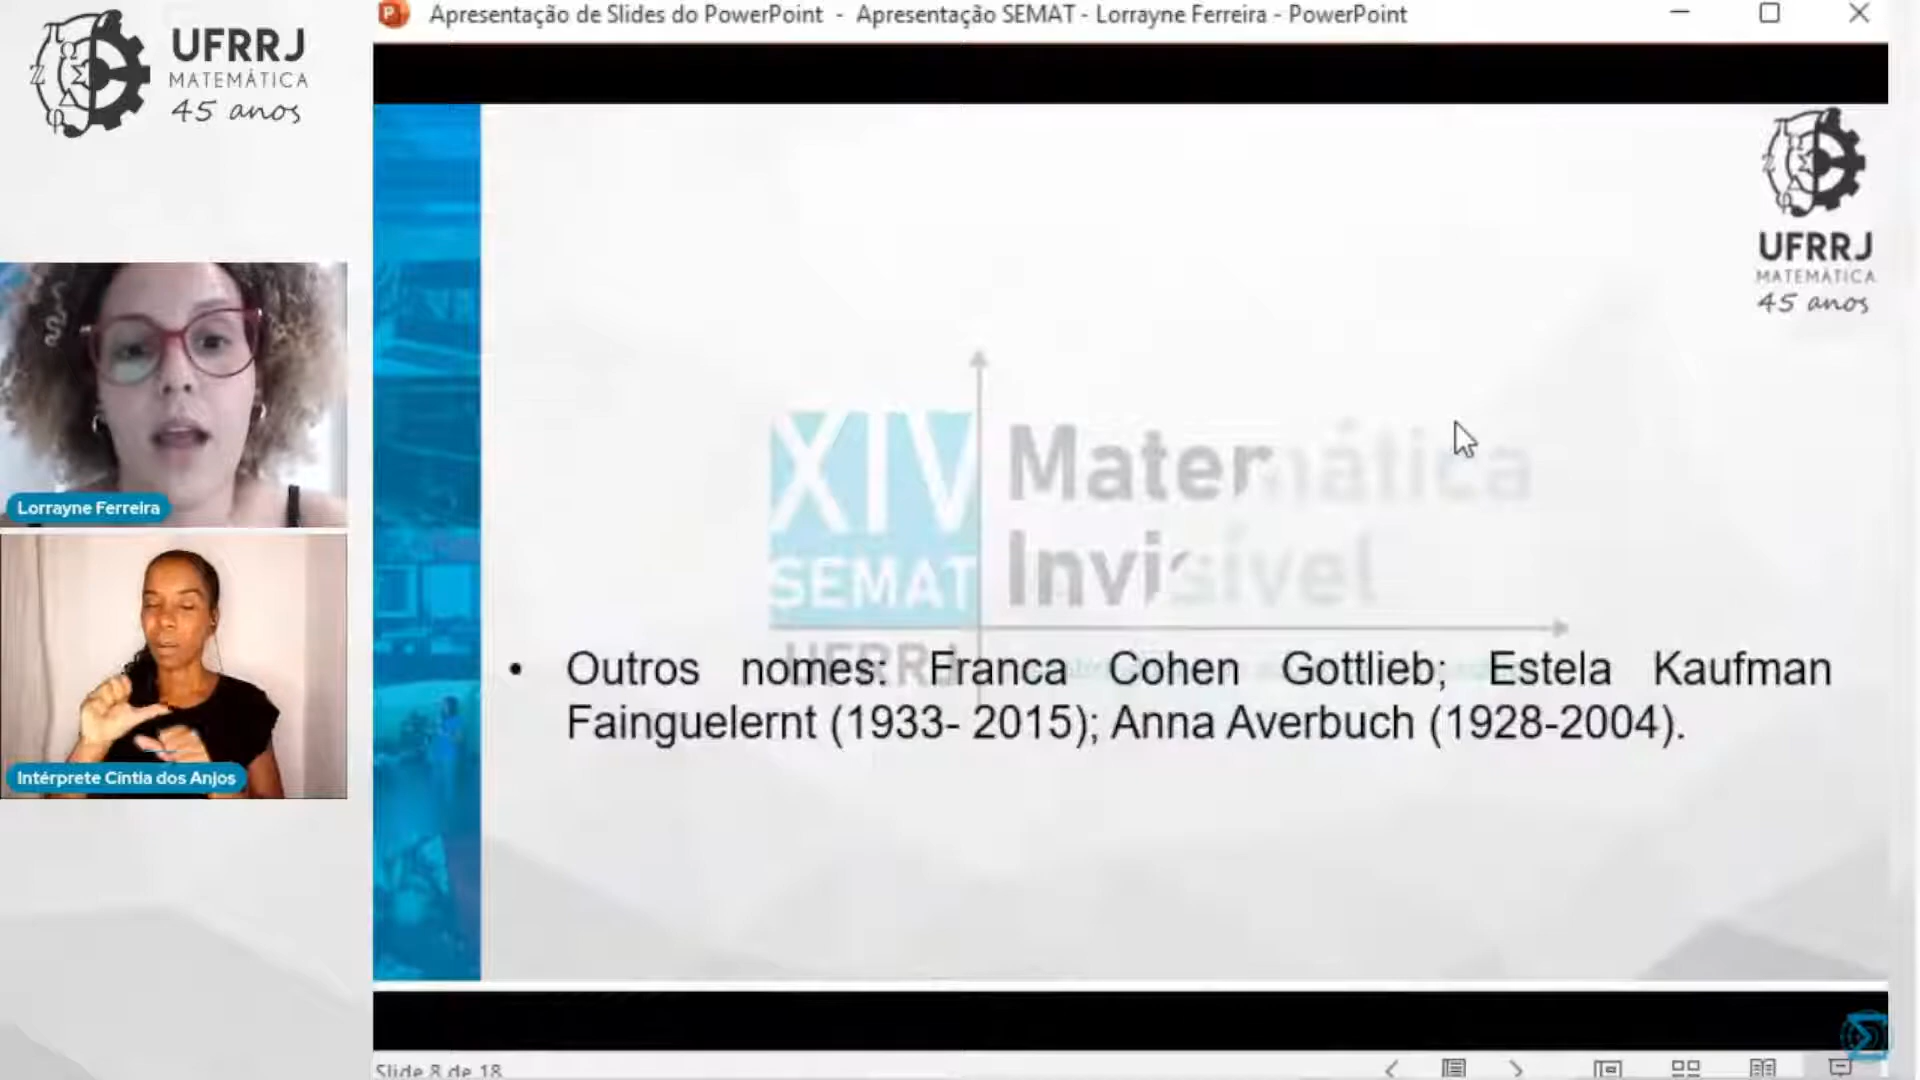 Apresentação de Slides do PowerPoint - Apresentação SEMAT - Lorrayne Ferreira - PowerPoint
UFRRJ
MATEMÁTICA
45 anos
UFRRJ
MATEMÁTICA
45 anos
XIV
SEMAT
UFRRJ
Matemática
Invisível
• Outros nomes: Franca Cohen Gottlieb; Estela Kaufman
Fainguelernt (1933- 2015); Anna Averbuch (1928-2004).
Lorrayne Ferreira
Intérprete Cíntia dos Anjos
Slide 8 de 18